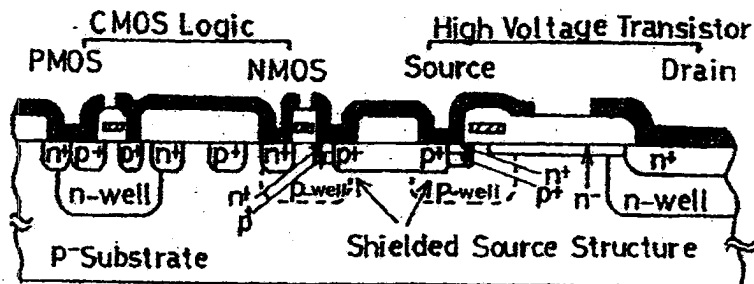 CMOS Logic High Voltage Transistor
PMOS NMOS Source Drain
n+ p+ p+ n+ p+ n+ p+ p+ n+
n+ p-well p-well n+ p+ n-
p+
n-well n-well
p- Substrate Shielded Source Structure